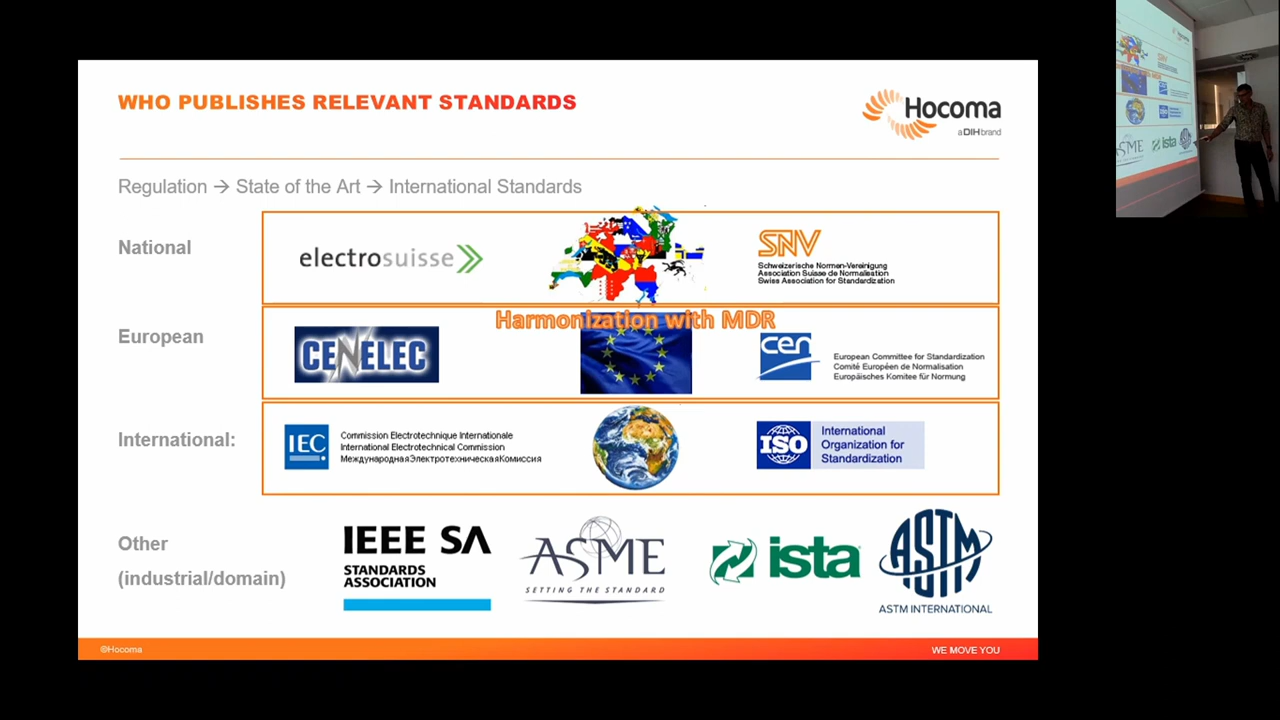 WHO PUBLISHES RELEVANT STANDARDS
Hocoma
a DIH brand
Regulation → State of the Art → International Standards
National
electrosuisse
SNV
Schweizerische Normen-Vereinigung
Association Suisse de Normalisation
Swiss Association for Standardization
Harmonization with MDR
European
CENELEC
cen
European Committee for Standardization
Comité Européen de Normalisation
Europäisches Komitee für Normung
International:
IEC
Commission Electrotechnique Internationale
International Electrotechnical Commission
МеждународнаяЭлектротехническаяКомиссия
ISO
International
Organization for
Standardization
Other
(industrial/domain)
IEEE SA
STANDARDS
ASSOCIATION
ASME
SETTING THE STANDARD
ista
ASTM
ASTM INTERNATIONAL
©Hocoma
WE MOVE YOU
Hocoma
SNV
ASME
ista